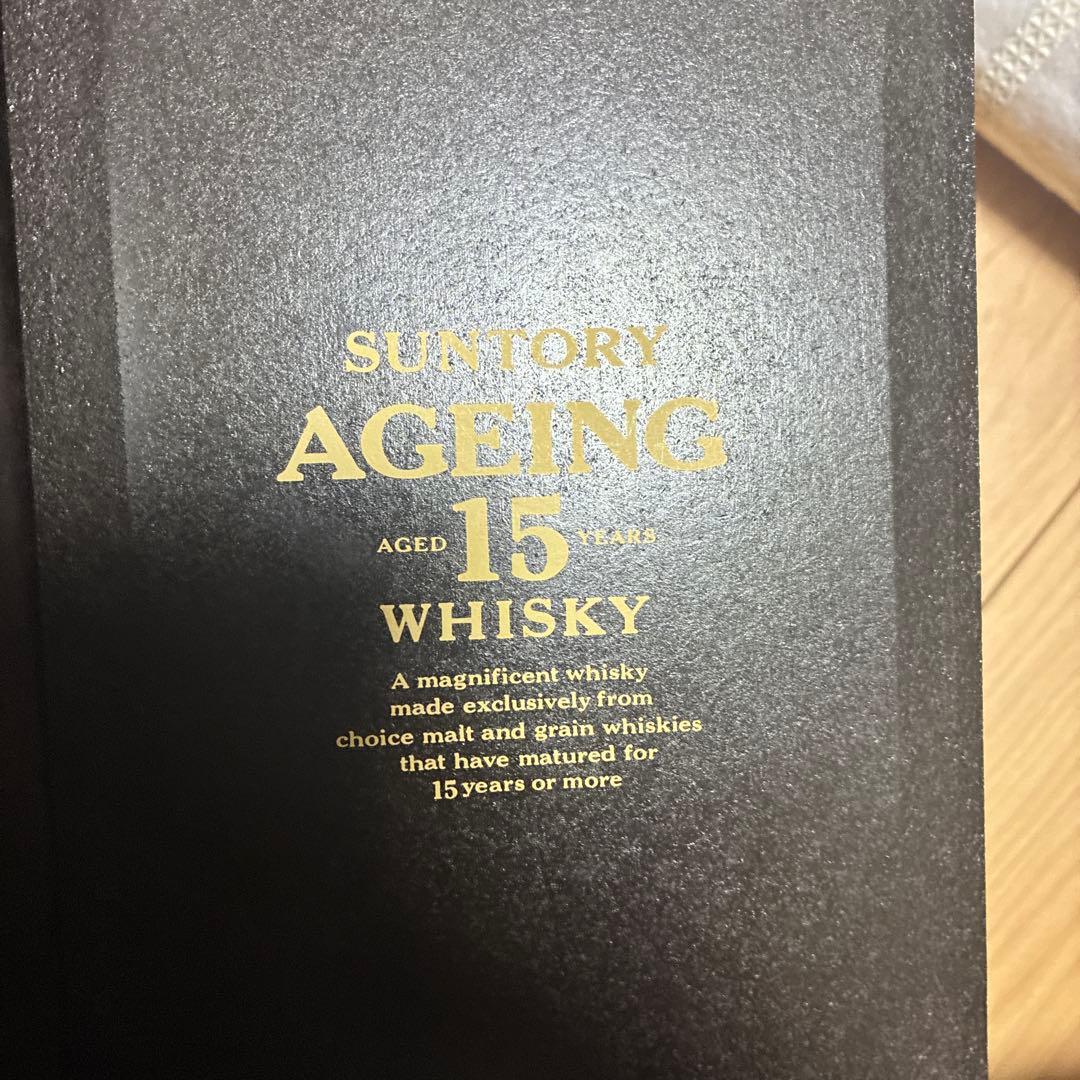 SUNTORY
AGEING
AGED 15 YEARS
WHISKY
A magnificent whisky
made exclusively from
choice malt and grain whiskies
that have matured for
15 years or more